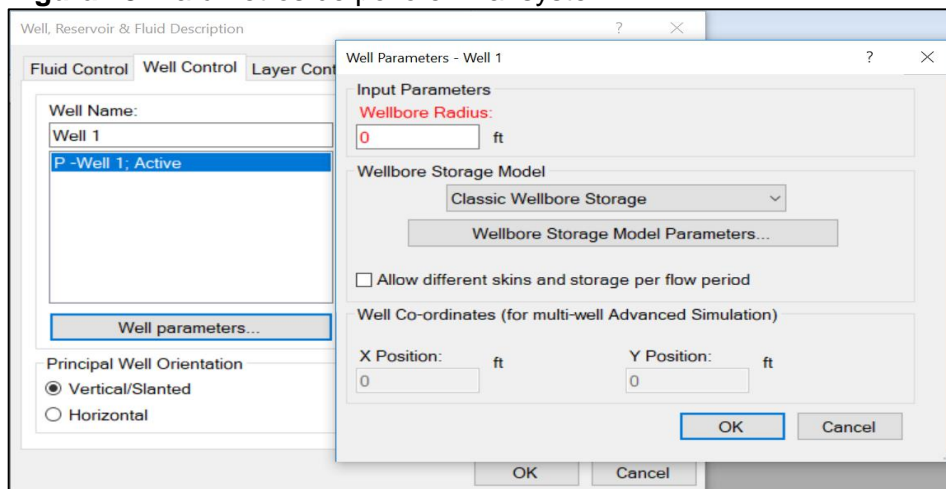 Well, Reservoir & Fluid Description ? ×
Fluid Control Well Control Layer Cont
Well Name:
Well 1
P -Well 1; Active
Well parameters...
Principal Well Orientation
Vertical/Slanted
Horizontal
OK Cancel
Well Parameters - Well 1 ? ×
Input Parameters
Wellbore Radius:
0 ft
Wellbore Storage Model
Classic Wellbore Storage
Wellbore Storage Model Parameters...
Allow different skins and storage per flow period
Well Co-ordinates (for multi-well Advanced Simulation)
X Position: ft Y Position: ft
0 0
OK Cancel